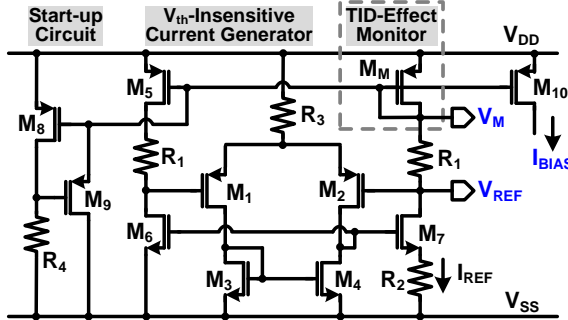 Start-up
Circuit
Vth-Insensitive
Current Generator
TID-Effect
Monitor
VDD
M5
MM
M10
M8
R3
VM
R1
R1
IBIAS
M9
M1
M2
VREF
M6
M7
R4
M3
M4
R2
IREF
VSS